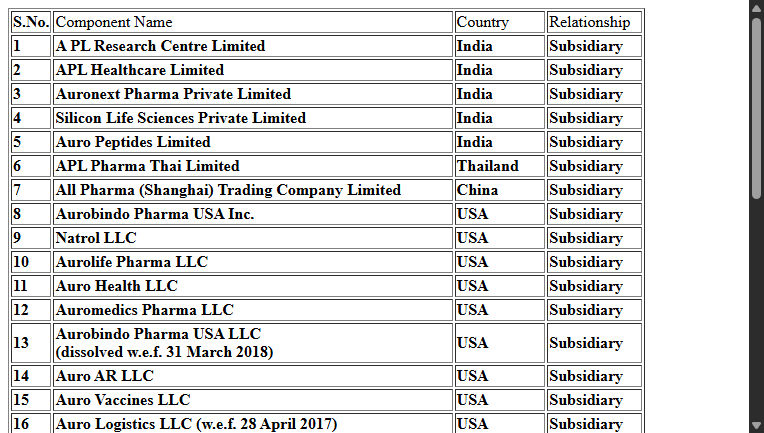 S.No. Component Name Country Relationship
1 A PL Research Centre Limited India Subsidiary
2 APL Healthcare Limited India Subsidiary
3 Auronext Pharma Private Limited India Subsidiary
4 Silicon Life Sciences Private Limited India Subsidiary
5 Auro Peptides Limited India Subsidiary
6 APL Pharma Thai Limited Thailand Subsidiary
7 All Pharma (Shanghai) Trading Company Limited China Subsidiary
8 Aurobindo Pharma USA Inc. USA Subsidiary
9 Natrol LLC USA Subsidiary
10 Aurolife Pharma LLC USA Subsidiary
11 Auro Health LLC USA Subsidiary
12 Auromedics Pharma LLC USA Subsidiary
13 Aurobindo Pharma USA LLC USA Subsidiary
(dissolved w.e.f. 31 March 2018)
14 Auro AR LLC USA Subsidiary
15 Auro Vaccines LLC USA Subsidiary
16 Auro Logistics LLC (w.e.f. 28 April 2017) USA Subsidiary